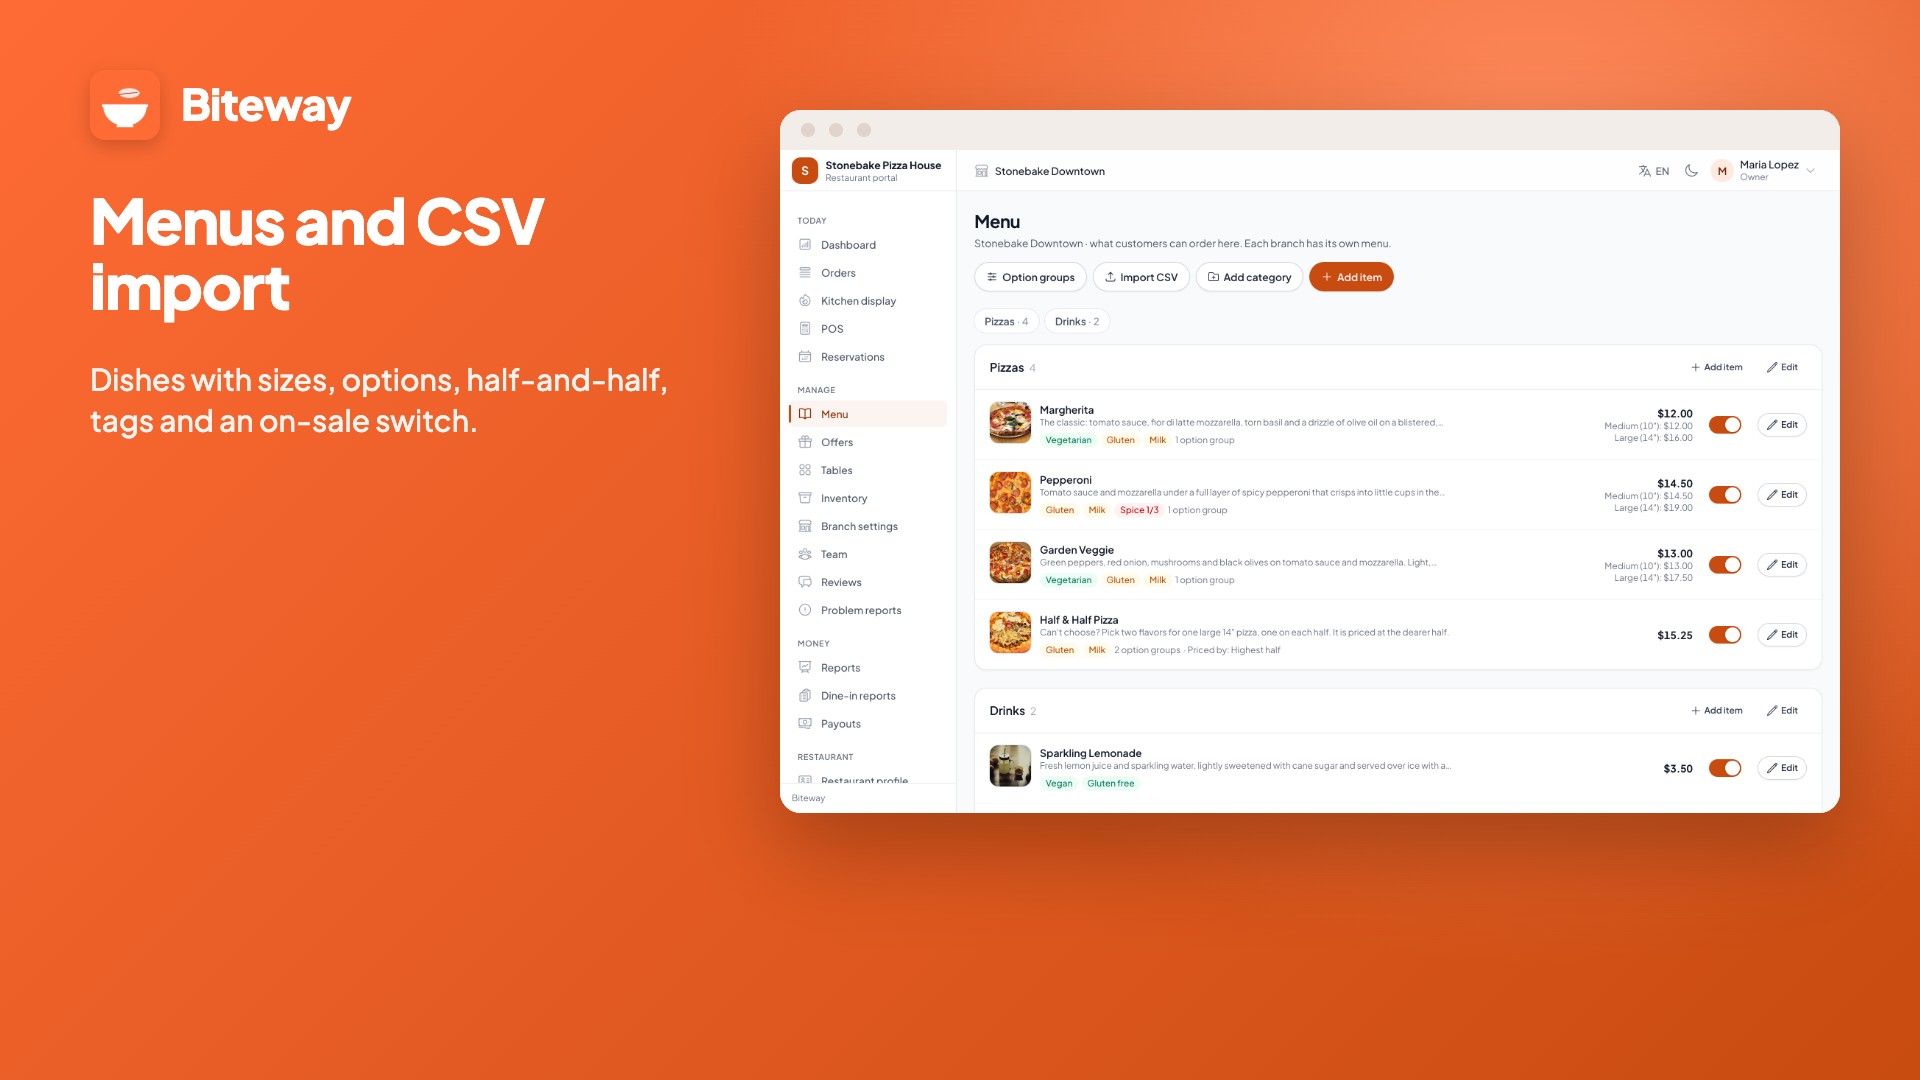 Biteway
Menus and CSV
import
Dishes with sizes, options, half-and-half,
tags and an on-sale switch.
S
Stonebake Pizza House
Restaurant portal
Stonebake Downtown
EN
M
Maria Lopez
Owner
TODAY
Dashboard
Orders
Kitchen display
POS
Reservations
MANAGE
Menu
Offers
Tables
Inventory
Branch settings
Team
Reviews
Problem reports
MONEY
Reports
Dine-in reports
Payouts
RESTAURANT
Restaurant profile
Biteway
Menu
Stonebake Downtown · what customers can order here. Each branch has its own menu.
Option groups
Import CSV
Add category
+ Add item
Pizzas · 4
Drinks · 2
Pizzas 4
+ Add item
Edit
Margherita
The classic: tomato sauce, fior di latte mozzarella, torn basil and a drizzle of olive oil on a blistered,...
Vegetarian Gluten Milk 1 option group
$12.00
Medium (10"): $12.00
Large (14"): $16.00
Edit
Pepperoni
Tomato sauce and mozzarella under a full layer of spicy pepperoni that crisps into little cups in the...
Gluten Milk Spice 1/3 1 option group
$14.50
Medium (10"): $14.50
Large (14"): $19.00
Edit
Garden Veggie
Green peppers, red onion, mushrooms and black olives on tomato sauce and mozzarella. Light,...
Vegetarian Gluten Milk 1 option group
$13.00
Medium (10"): $13.00
Large (14"): $17.50
Edit
Half & Half Pizza
Can't choose? Pick two flavors for one large 14" pizza, one on each half. It is priced at the dearer half.
Gluten Milk 2 option groups · Priced by: Highest half
$15.25
Edit
Drinks 2
+ Add item
Edit
Sparkling Lemonade
Fresh lemon juice and sparkling water, lightly sweetened with cane sugar and served over ice with a...
Vegan Gluten free
$3.50
Edit